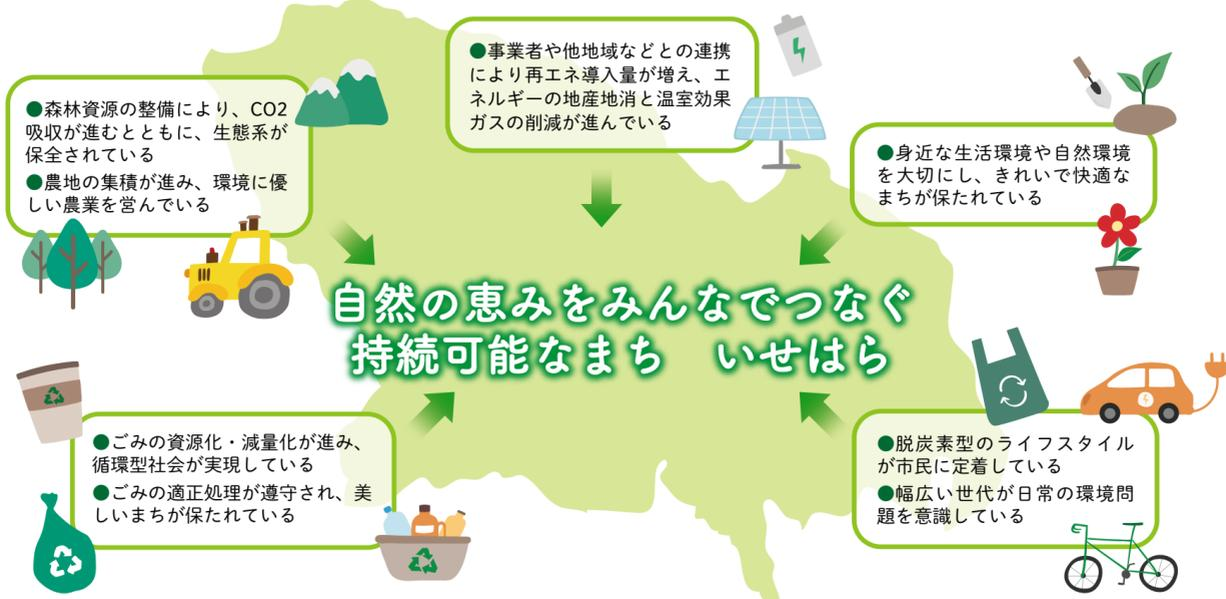 ●森林資源の整備により、CO2
吸収が進むとともに、生態系が
保全されている
●農地の集積が進み、環境に優
しい農業を営んでいる
●事業者や他地域などとの連携
により再エネ導入量が増え、エ
ネルギーの地産地消と温室効果
ガスの削減が進んでいる
●身近な生活環境や自然環境
を大切にし、きれいで快適な
まちが保たれている
自然の恵みをみんなでつなぐ
持続可能なまち　いせはら
●ごみの資源化・減量化が進み、
循環型社会が実現している
●ごみの適正処理が遵守され、美
しいまちが保たれている
●脱炭素型のライフスタイル
が市民に定着している
●幅広い世代が日常の環境問
題を意識している